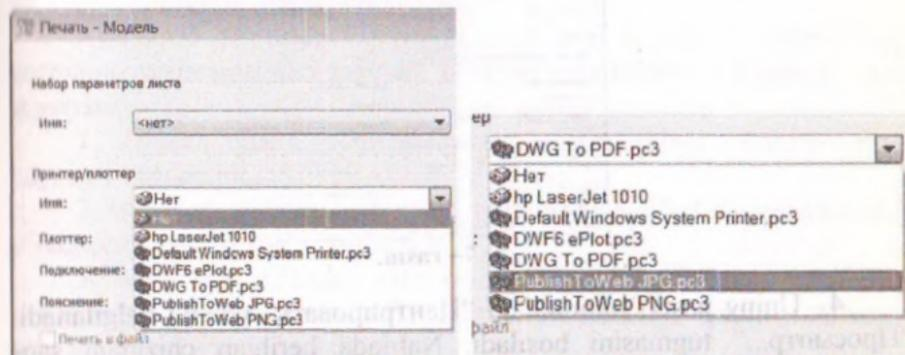 Печать - Модель
Набор параметров листа
Имя: <нет>
Принтер/плоттер
Имя: Нет
Плоттер: hp LaserJet 1010
Default Windows System Printer.pc3
Подключение: DWF6 ePlot.pc3
DWG To PDF.pc3
Пояснение: PublishToWeb JPG.pc3
PublishToWeb PNG.pc3
Печать в файл
ер
DWG To PDF.pc3
Нет
hp LaserJet 1010
Default Windows System Printer.pc3
DWF6 ePlot.pc3
DWG To PDF.pc3
PublishToWeb JPG.pc3
PublishToWeb PNG.pc3
файл